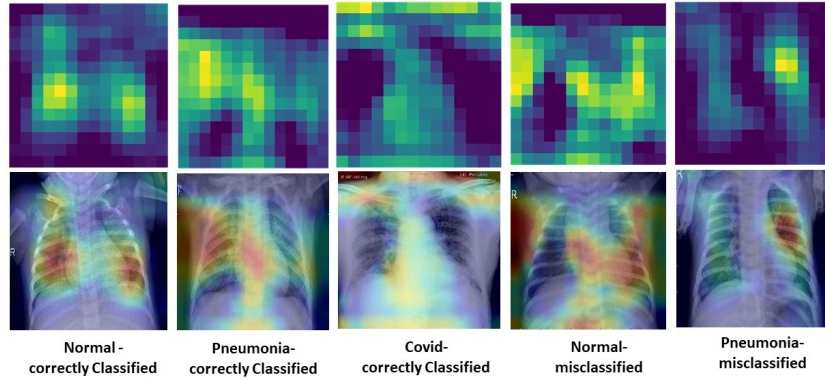 R
R
R
Normal -
correctly Classified
Pneumonia-
correctly Classified
Covid-
correctly Classified
Normal-
misclassified
Pneumonia-
misclassified